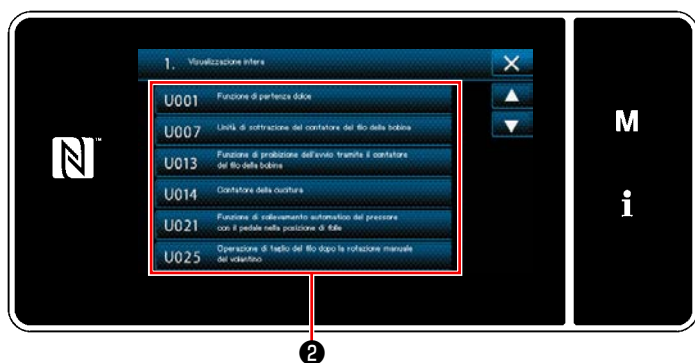 1. Visualizzazione intera
U001 Funzione di partenza dolce
U007 Unità di sottrazione del contatore del filo della bobina
U013 Funzione di proibizione dell'avvio tramite il contatore
del filo della bobina
U014 Contatore della cucitura
U021 Funzione di sollevamento automatico del pressore
con il pedale nella posizione di folle
U025 Operazione di taglio del filo dopo la rotazione manuale
del volantino
M
i
N
❷